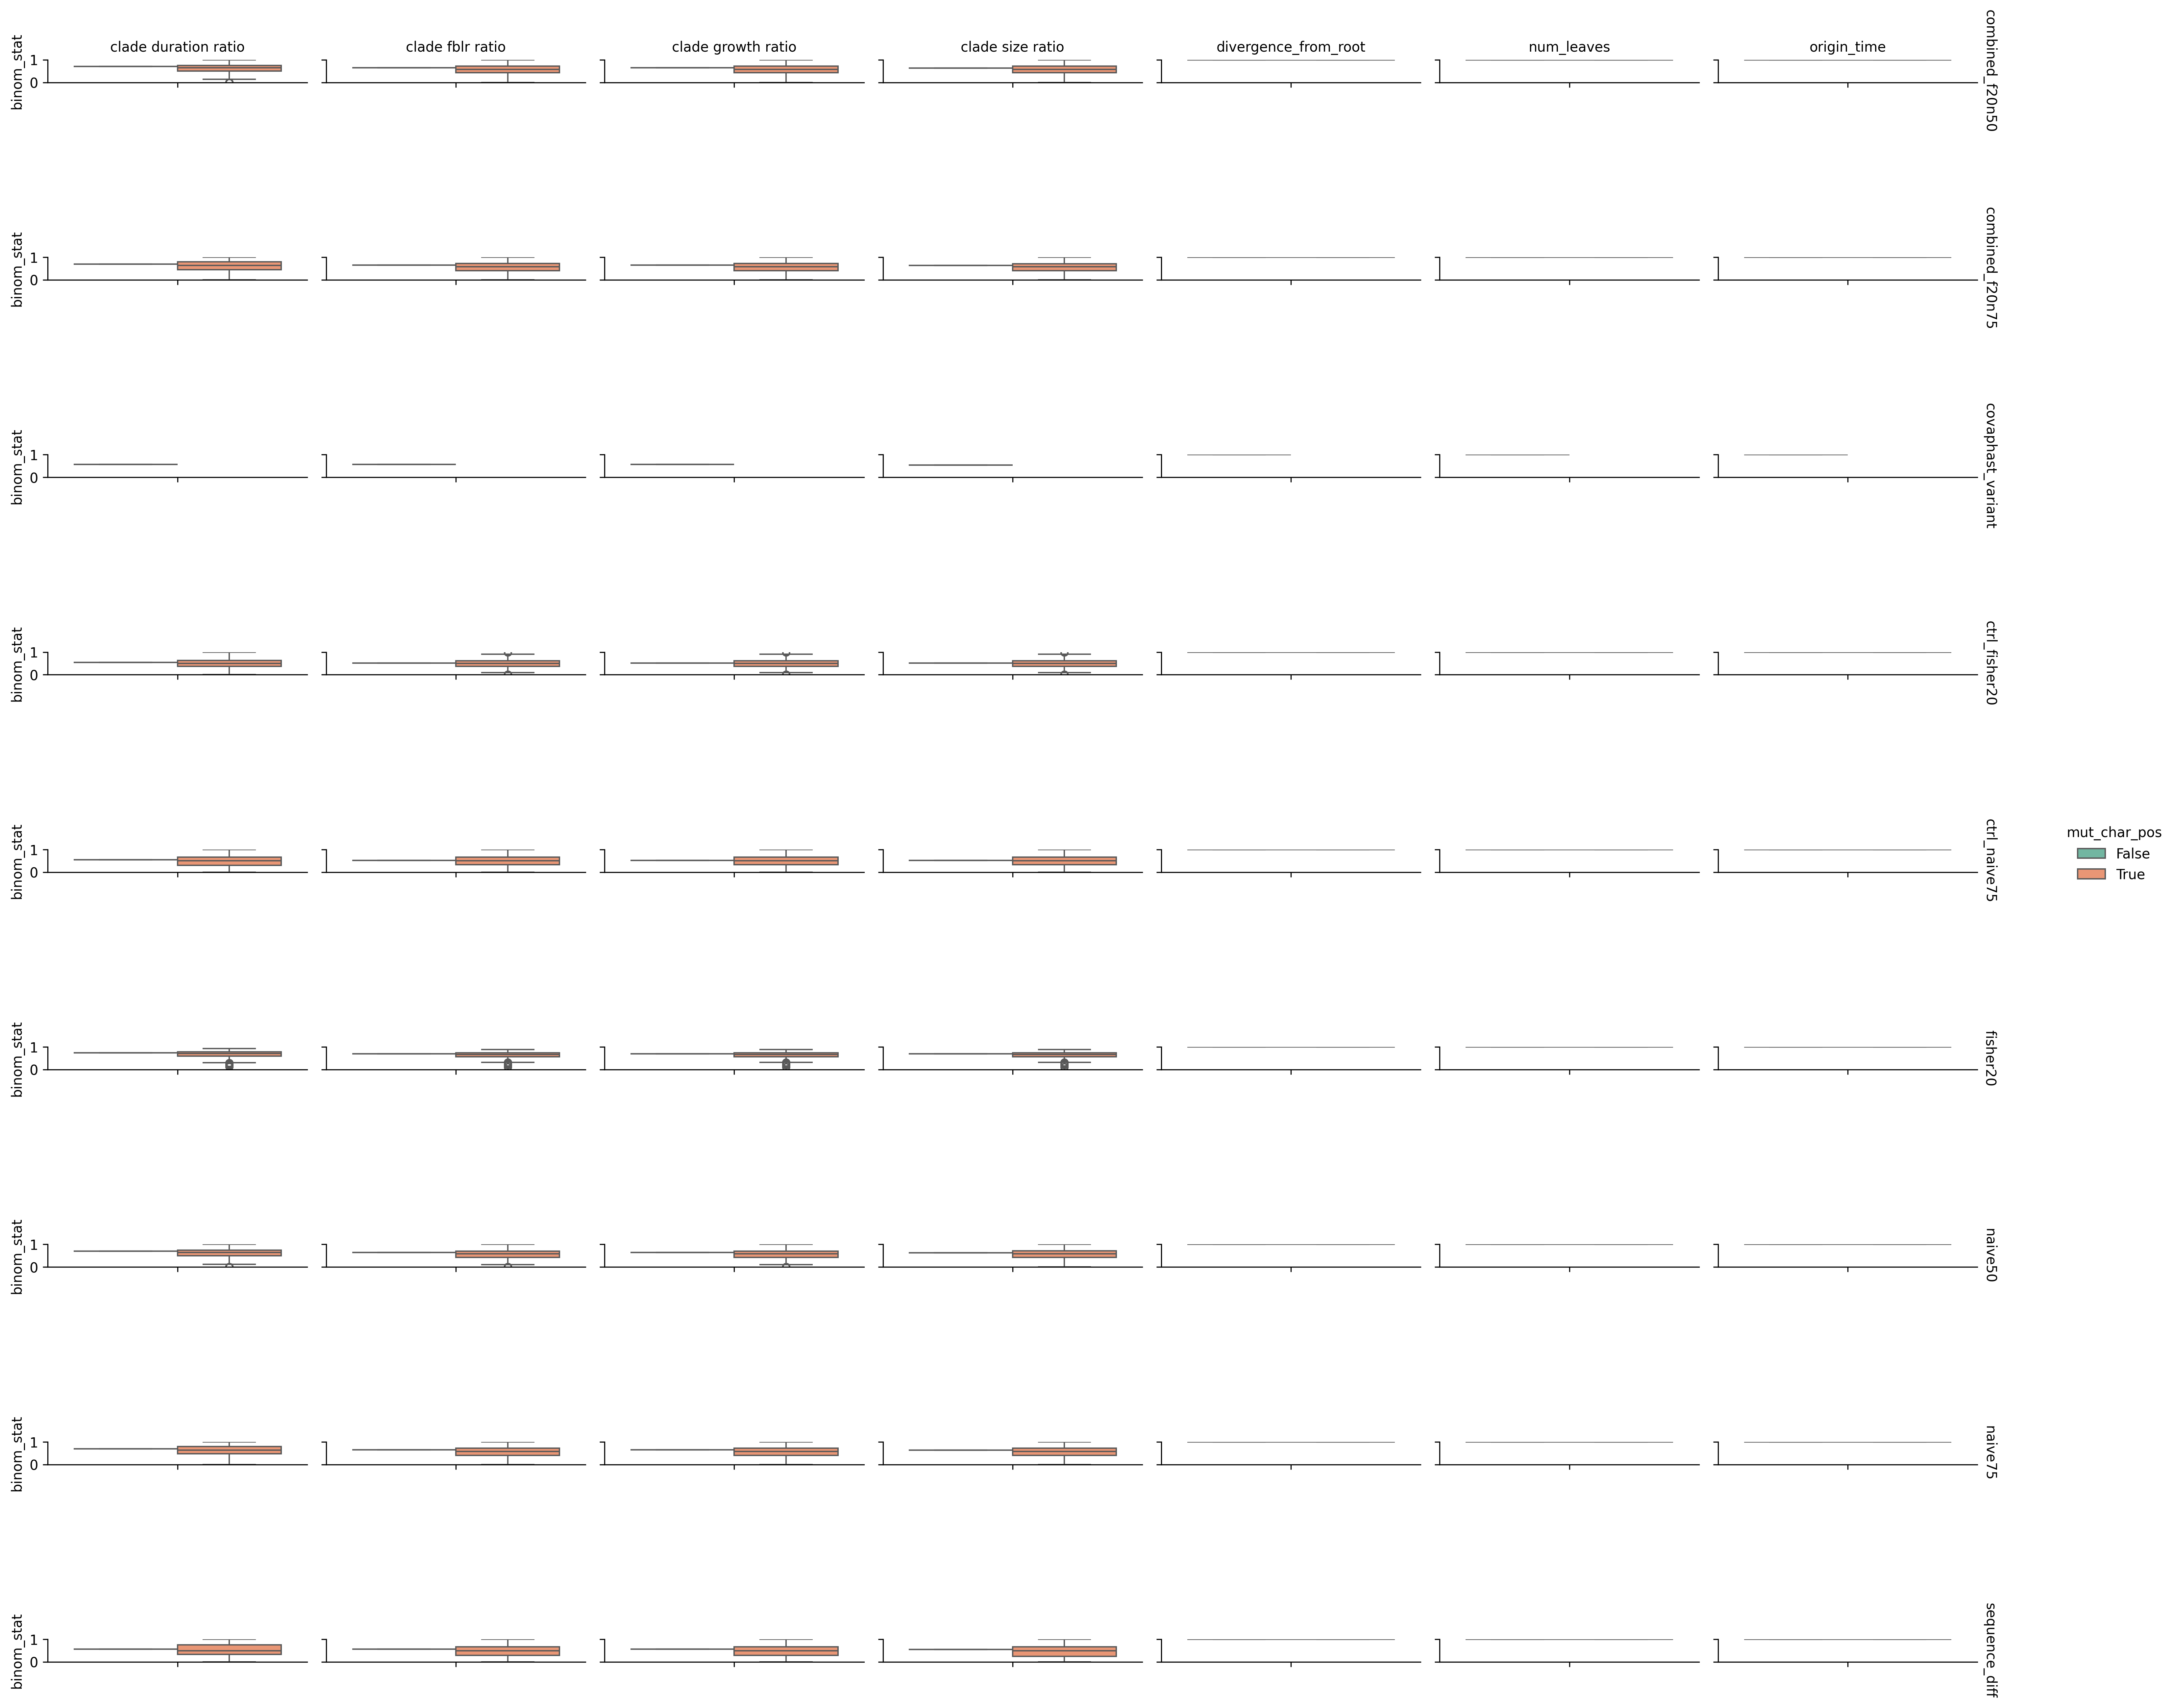 clade duration ratio
clade fblr ratio
clade growth ratio
clade size ratio
divergence_from_root
num_leaves
origin_time
binom_stat
1
0
combined_f20n50
binom_stat
1
0
combined_f20n75
binom_stat
1
0
covaphast_variant
binom_stat
1
0
ctrl_fisher20
binom_stat
1
0
ctrl_naive75
mut_char_pos
False
True
binom_stat
1
0
fisher20
binom_stat
1
0
naive50
binom_stat
1
0
naive75
binom_stat
1
0
sequence_diff